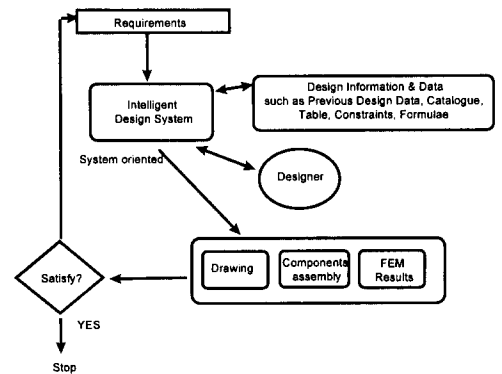 Requirements
Intelligent
Design System
Design Information & Data
such as Previous Design Data, Catalogue,
Table, Constraints, Formulae
System oriented
Designer
Drawing
Components
assembly
FEM
Results
Satisfy?
YES
Stop